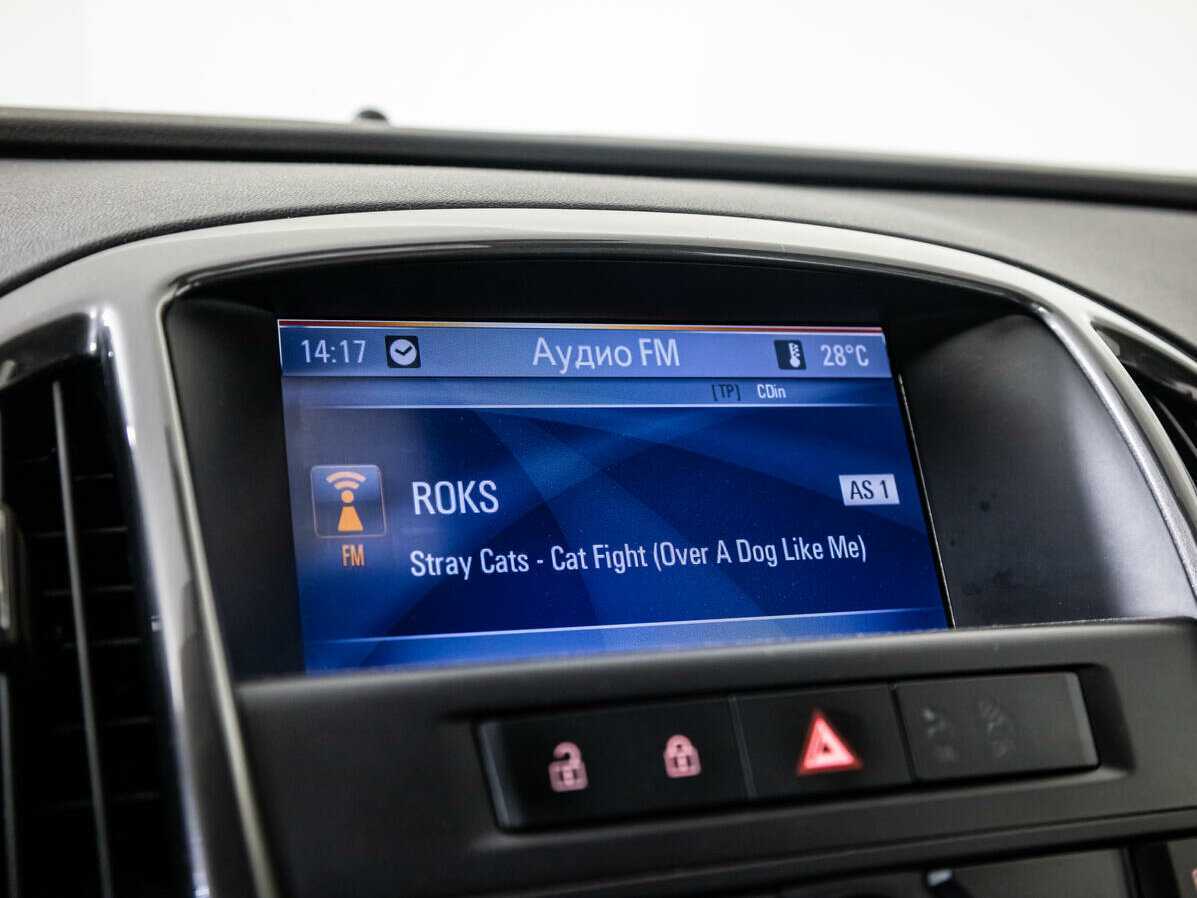 14:17 Аудио FM 28°C
[TP] CDin
ROKS AS 1
FM
Stray Cats - Cat Fight (Over A Dog Like Me)